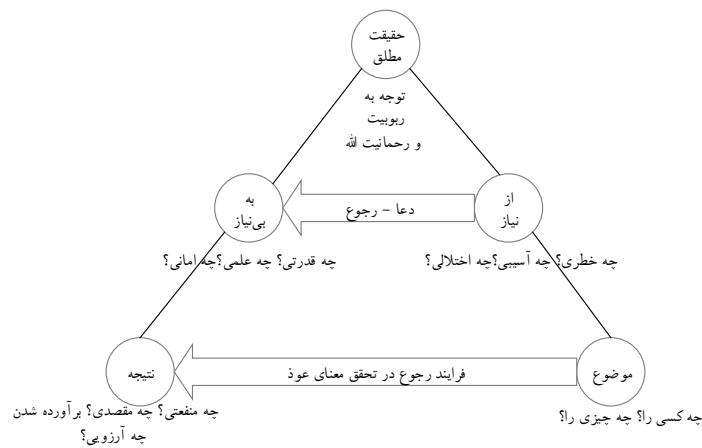 حقیقت
مطلق
توجه به
ربوبیت
و رحمانیت الله
از
نیاز
دعا – رجوع
به
بی‌نیاز
چه خطری؟ چه آسیبی؟چه اختلالی؟
چه قدرتی؟ چه علمی؟چه امانی؟
موضوع
فرایند رجوع در تحقق معنای عوذ
نتیجه
چه کسی را؟ چه چیزی را؟
چه منفعتی؟ چه مقصدی؟ برآورده شدن
چه آرزویی؟